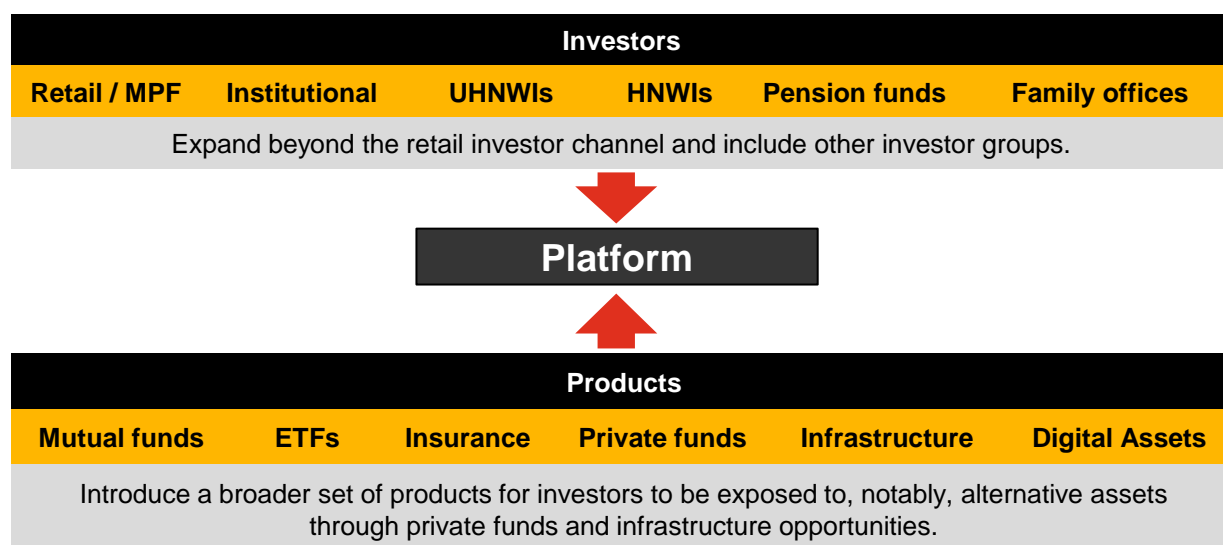 Investors
Retail / MPF Institutional UHNWIs HNWIs Pension funds Family offices
Expand beyond the retail investor channel and include other investor groups.
Platform
Products
Mutual funds ETFs Insurance Private funds Infrastructure Digital Assets
Introduce a broader set of products for investors to be exposed to, notably, alternative assets
through private funds and infrastructure opportunities.